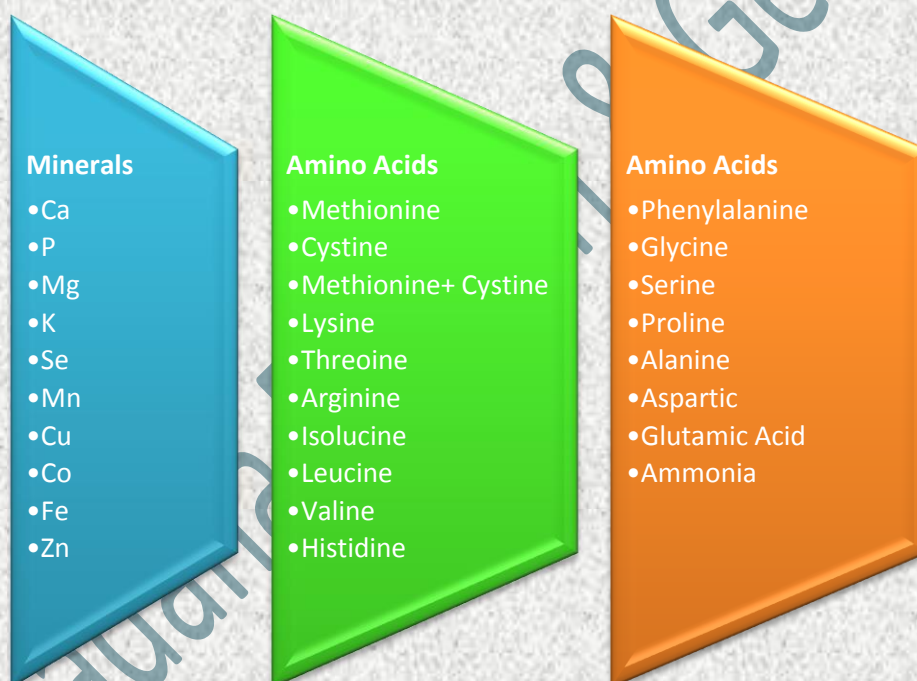 Minerals
•Ca
•P
•Mg
•K
•Se
•Mn
•Cu
•Co
•Fe
•Zn
Amino Acids
•Methionine
•Cystine
•Methionine+ Cystine
•Lysine
•Threoine
•Arginine
•Isolucine
•Leucine
•Valine
•Histidine
Amino Acids
•Phenylalanine
•Glycine
•Serine
•Proline
•Alanine
•Aspartic
•Glutamic Acid
•Ammonia